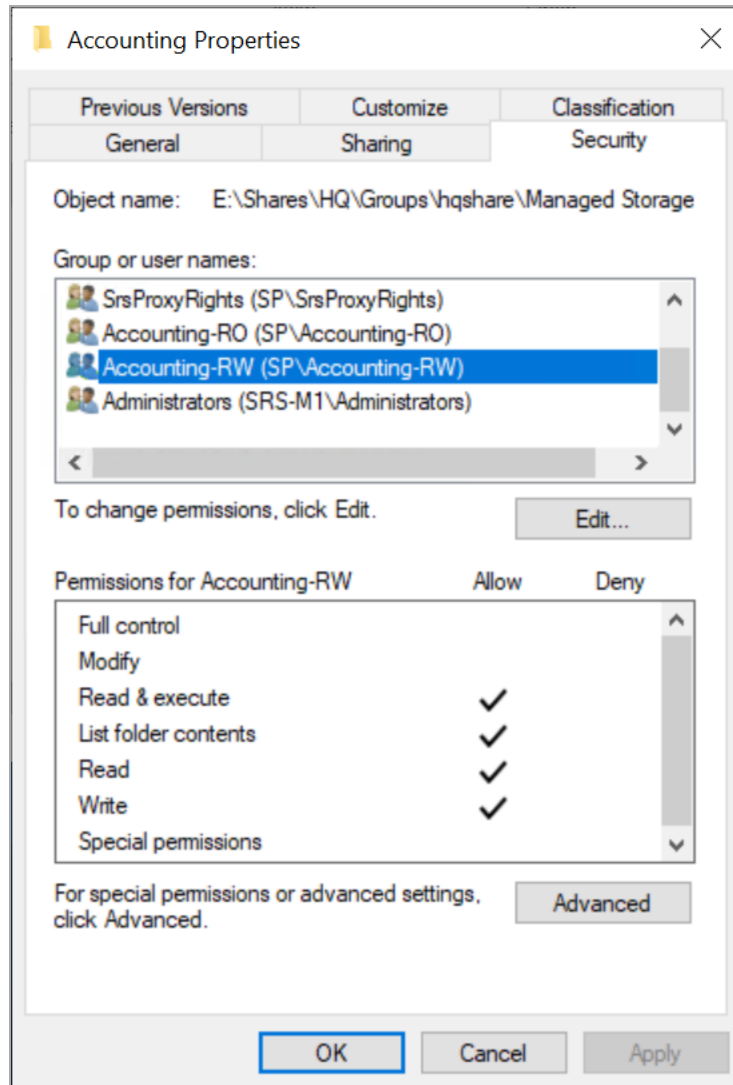 Accounting Properties
Previous Versions Customize Classification
General Sharing Security
Object name: E:\Shares\HQ\Groups\hqshare\Managed Storage
Group or user names:
SrsProxyRights (SP\SrsProxyRights)
Accounting-RO (SP\Accounting-RO)
Accounting-RW (SP\Accounting-RW)
Administrators (SRS-M1\Administrators)
To change permissions, click Edit.
Edit...
Permissions for Accounting-RW Allow Deny
Full control
Modify
Read & execute
List folder contents
Read
Write
Special permissions
For special permissions or advanced settings,
click Advanced.
Advanced
OK Cancel Apply